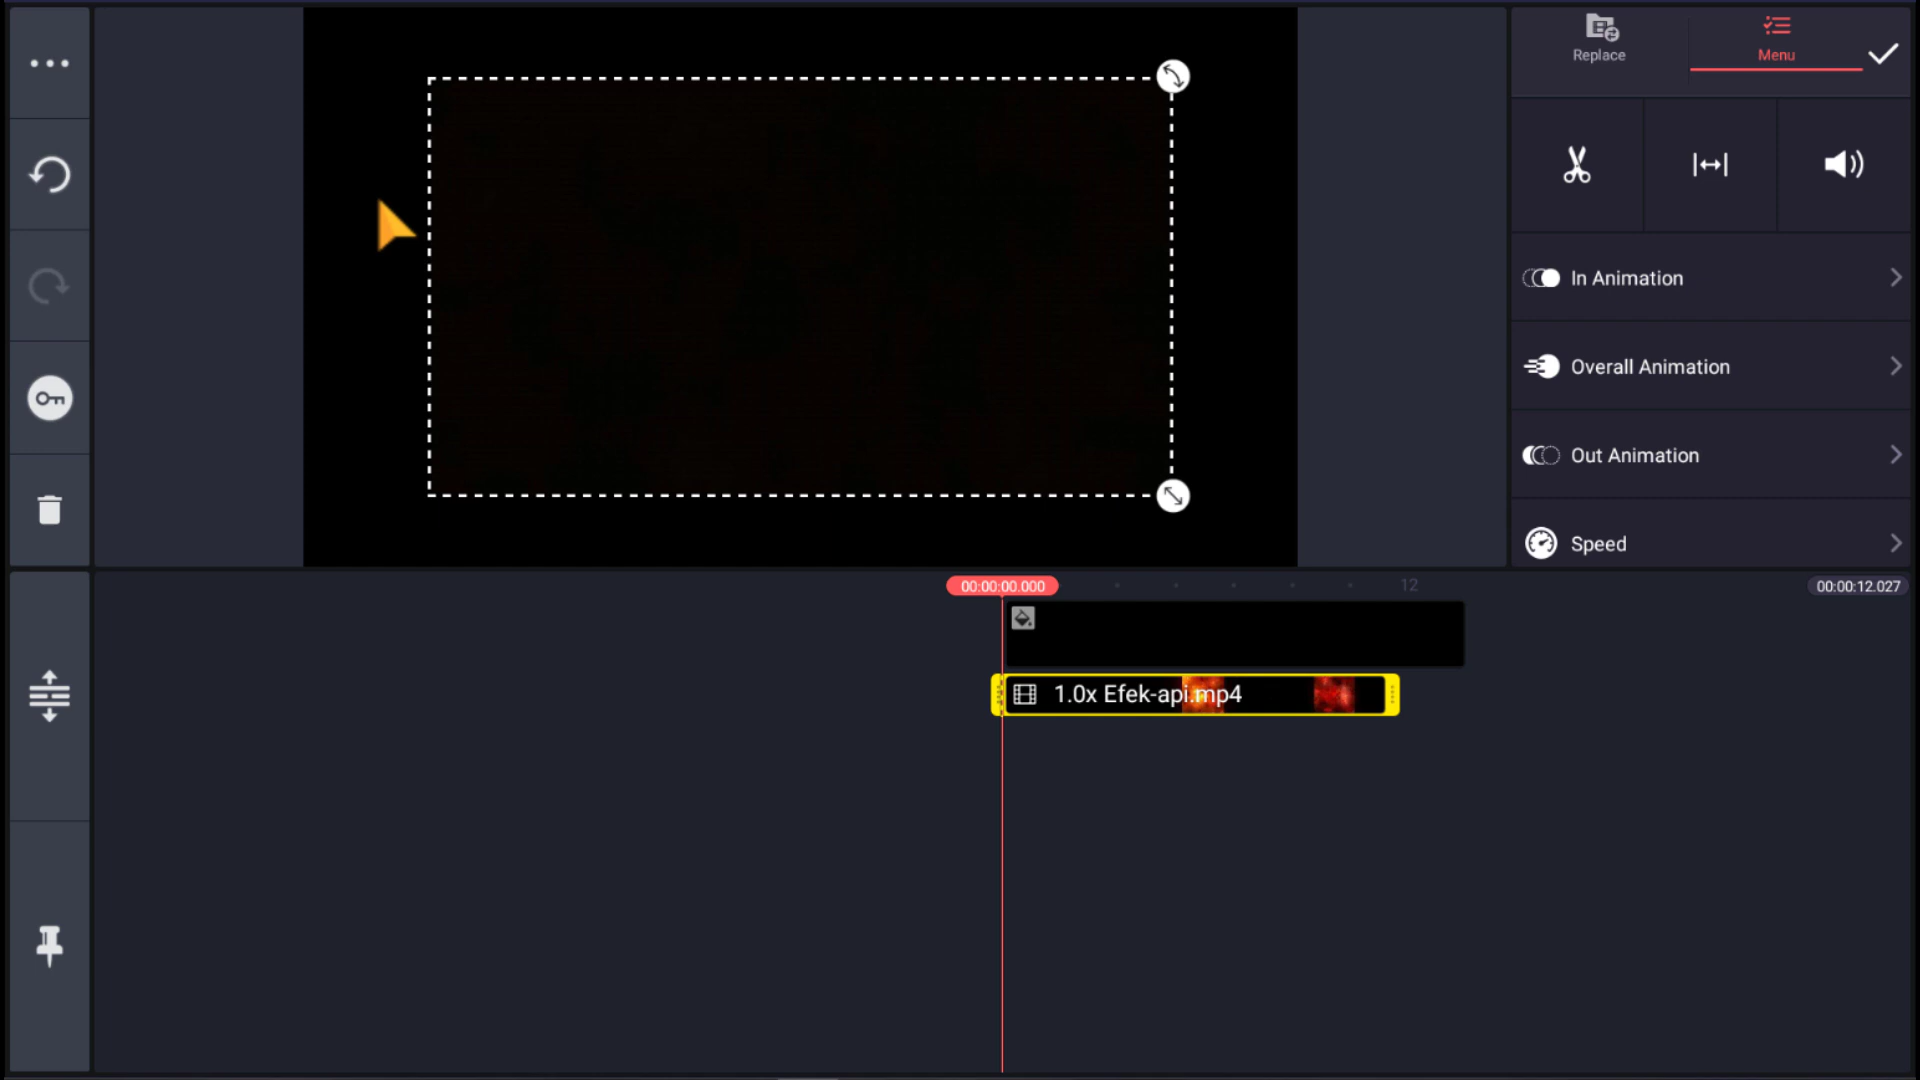 Replace
Menu
In Animation
Overall Animation
Out Animation
Speed
00:00:00.000
12
00:00:12.027
1.0x Efek-api.mp4